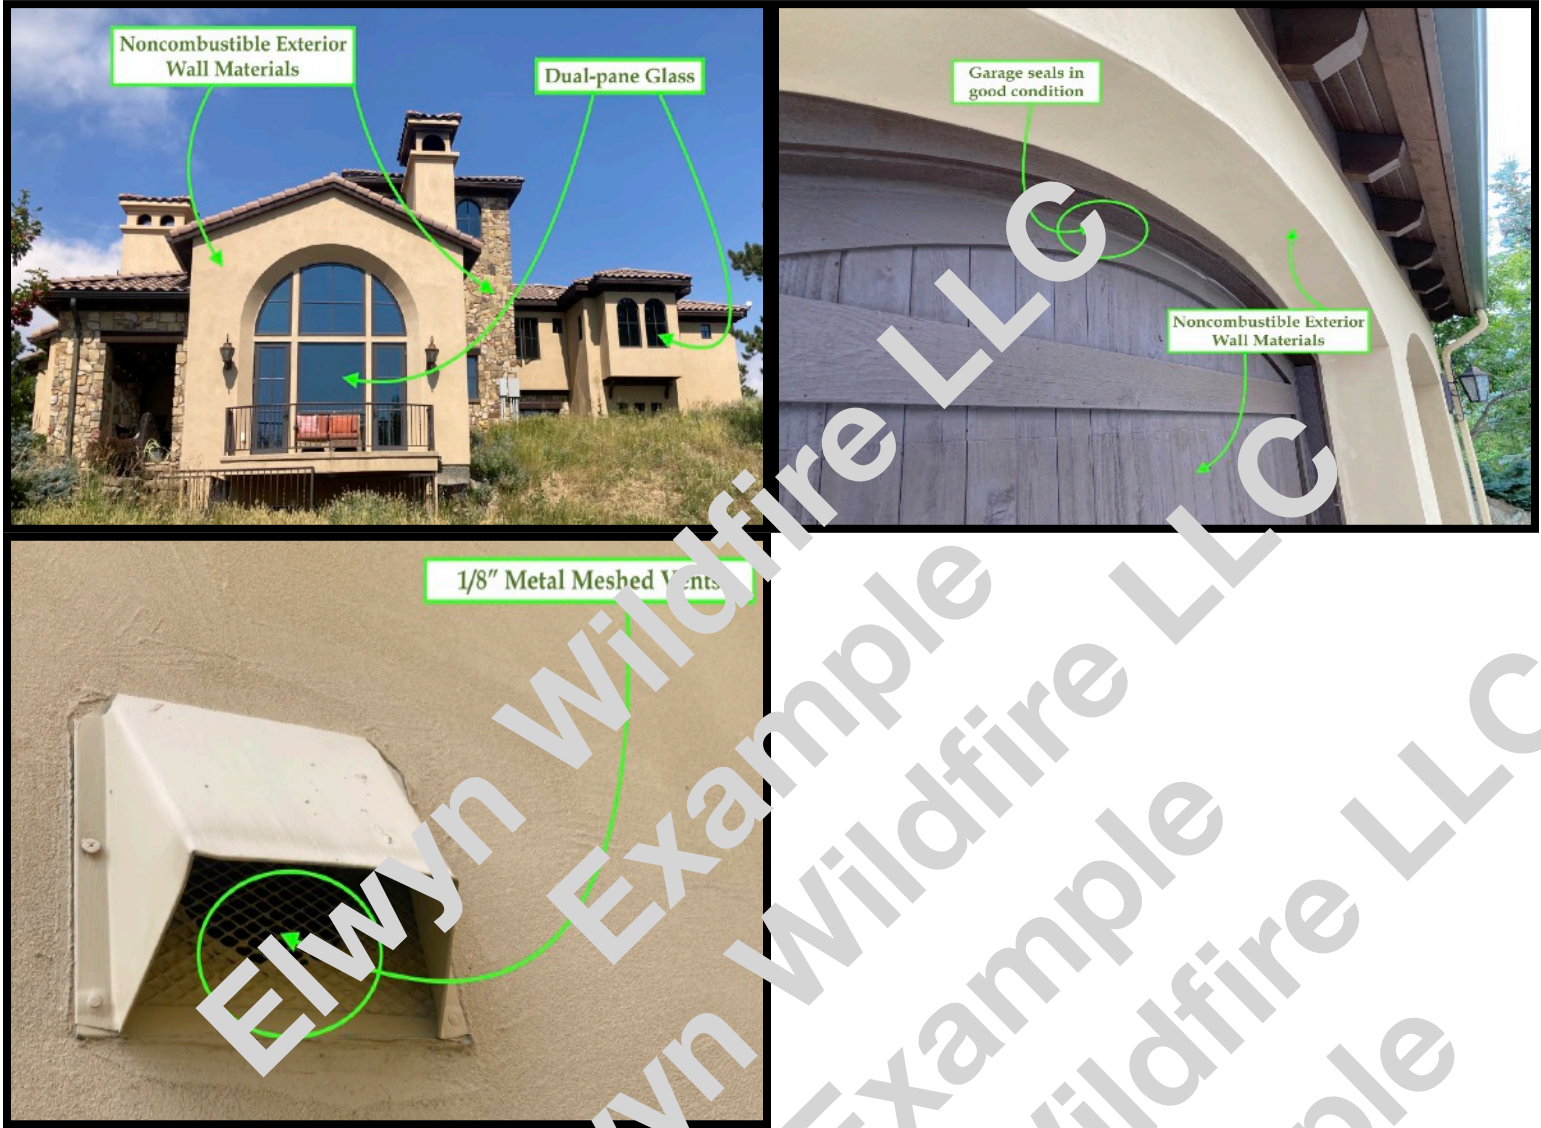 Noncombustible Exterior
Wall Materials
Dual-pane Glass
Garage seals in
good condition
Noncombustible Exterior
Wall Materials
1/8" Metal Meshed Vents
Elwyn Wildfire LLC
Example
Wildfire LLC
Example
LLC